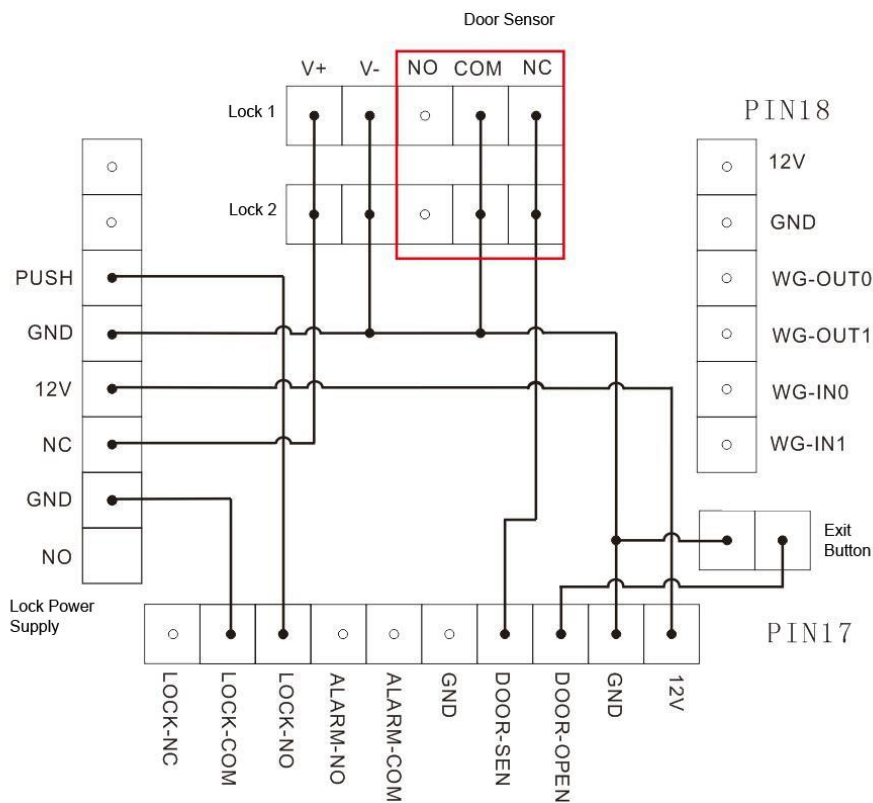 Door Sensor
V+ V- NO COM NC
Lock 1
PIN18
12V
Lock 2
GND
PUSH
WG-OUT0
GND
WG-OUT1
12V
WG-IN0
NC
WG-IN1
GND
Exit
Button
NO
Lock Power
Supply
PIN17
LOCK-NC
LOCK-COM
LOCK-NO
ALARM-NO
ALARM-COM
GND
DOOR-SEN
DOOR-OPEN
GND
12V